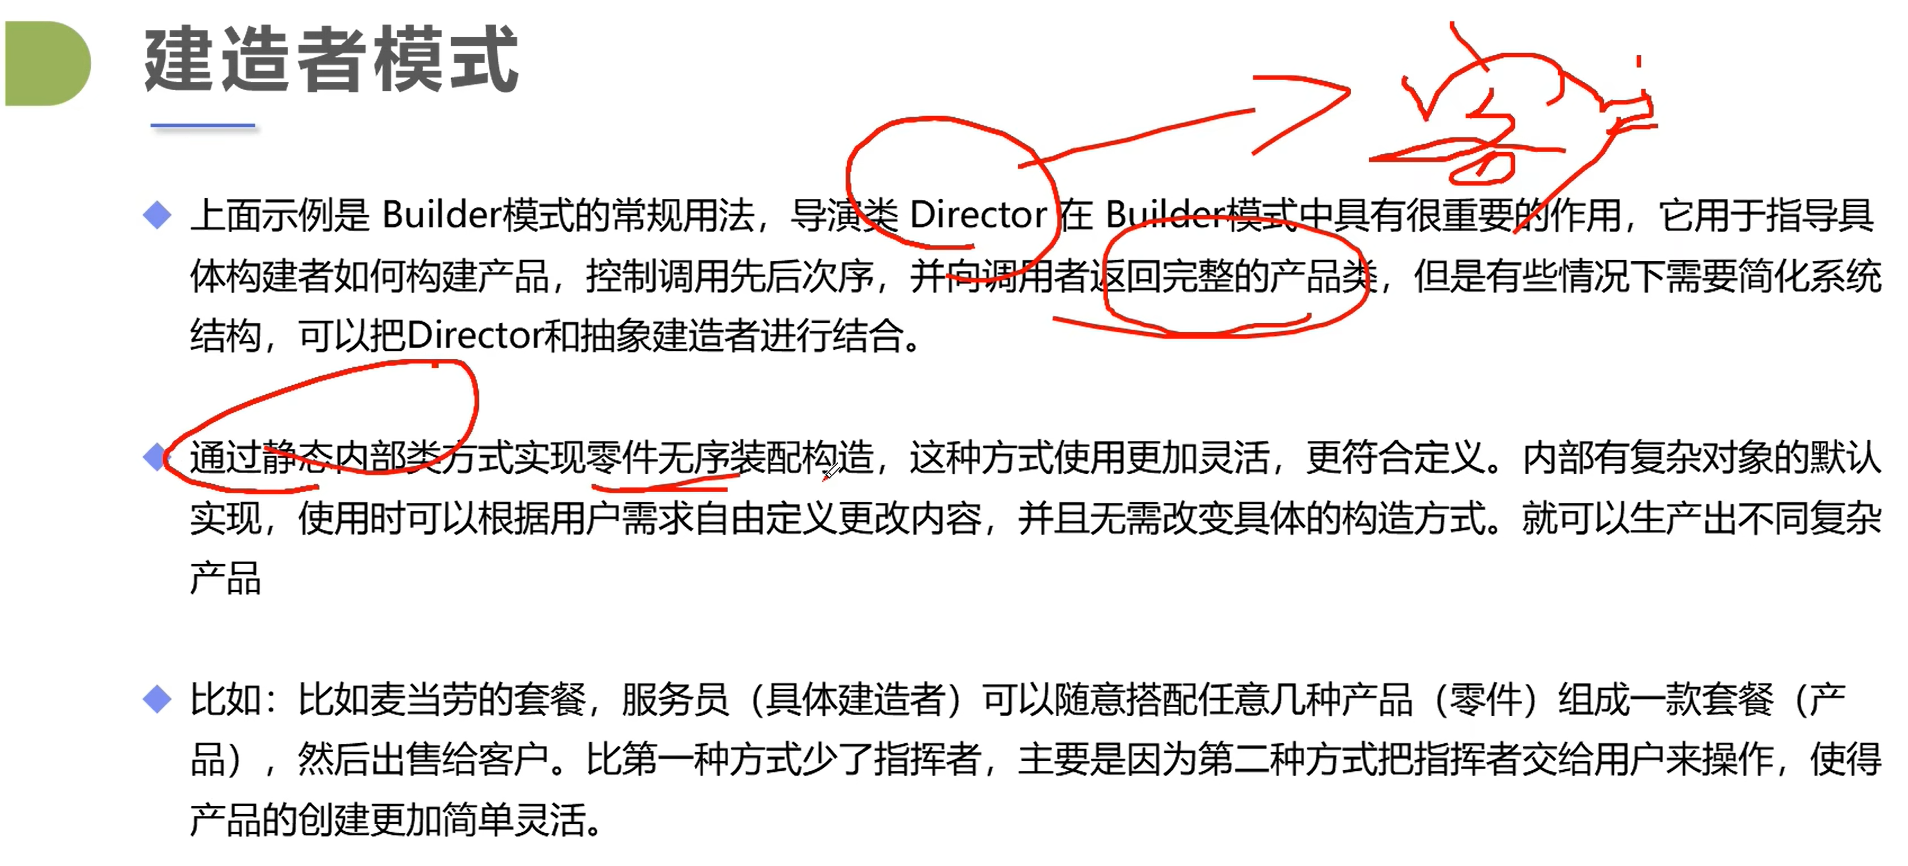 建造者模式
上面示例是 Builder模式的常规用法，导演类 Director 在 Builder模式中具有很重要的作用，它用于指导具
体构建者如何构建产品，控制调用先后次序，并向调用者返回完整的产品类，但是有些情况下需要简化系统
结构，可以把Director和抽象建造者进行结合。
通过静态内部类方式实现零件无序装配构造，这种方式使用更加灵活，更符合定义。内部有复杂对象的默认
实现，使用时可以根据用户需求自由定义更改内容，并且无需改变具体的构造方式。就可以生产出不同复杂
产品
比如：比如麦当劳的套餐，服务员（具体建造者）可以随意搭配任意几种产品（零件）组成一款套餐（产
品），然后出售给客户。比第一种方式少了指挥者，主要是因为第二种方式把指挥者交给用户来操作，使得
产品的创建更加简单灵活。